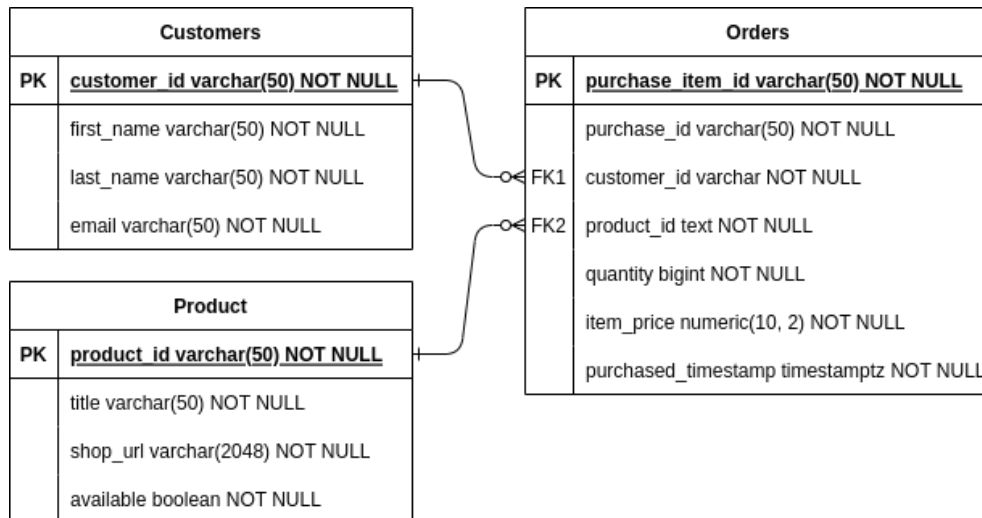 Customers
PK customer_id varchar(50) NOT NULL
first_name varchar(50) NOT NULL
last_name varchar(50) NOT NULL
email varchar(50) NOT NULL
Product
PK product_id varchar(50) NOT NULL
title varchar(50) NOT NULL
shop_url varchar(2048) NOT NULL
available boolean NOT NULL
Orders
PK purchase_item_id varchar(50) NOT NULL
purchase_id varchar(50) NOT NULL
FK1 customer_id varchar NOT NULL
FK2 product_id text NOT NULL
quantity bigint NOT NULL
item_price numeric(10, 2) NOT NULL
purchased_timestamp timestamptz NOT NULL